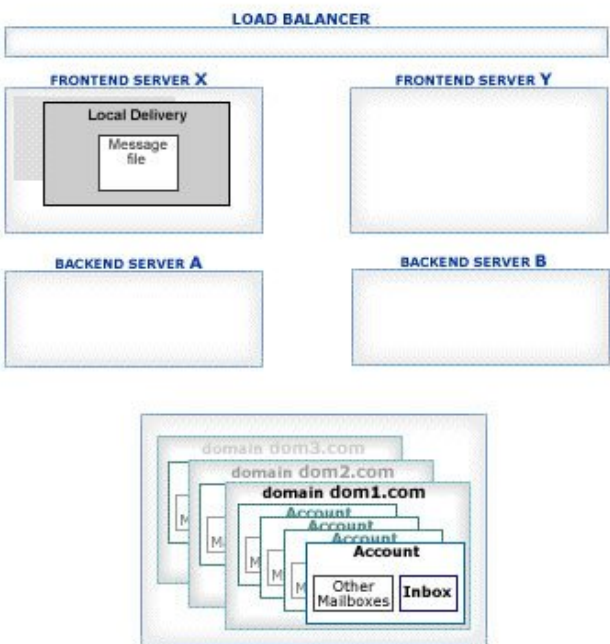 LOAD BALANCER
FRONTEND SERVER X
FRONTEND SERVER Y
Local Delivery
Message
file
BACKEND SERVER A
BACKEND SERVER B
domain dom3.com
domain dom2.com
domain dom1.com
Account
Account
Account
Account
M
M
M
M
M
Other
Mailboxes
Inbox